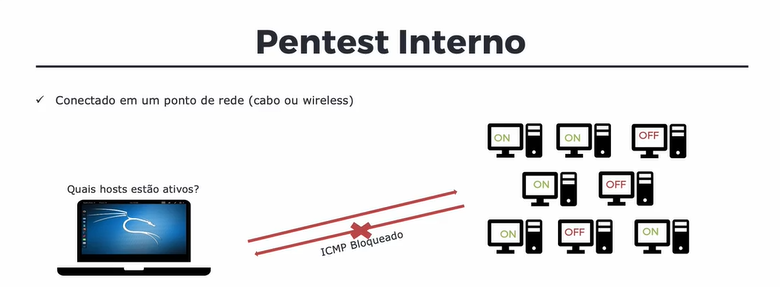 Pentest Interno
✓ Conectado em um ponto de rede (cabo ou wireless)
ON
ON
OFF
Quais hosts estão ativos?
ON
OFF
ICMP Bloqueado
ON
OFF
ON